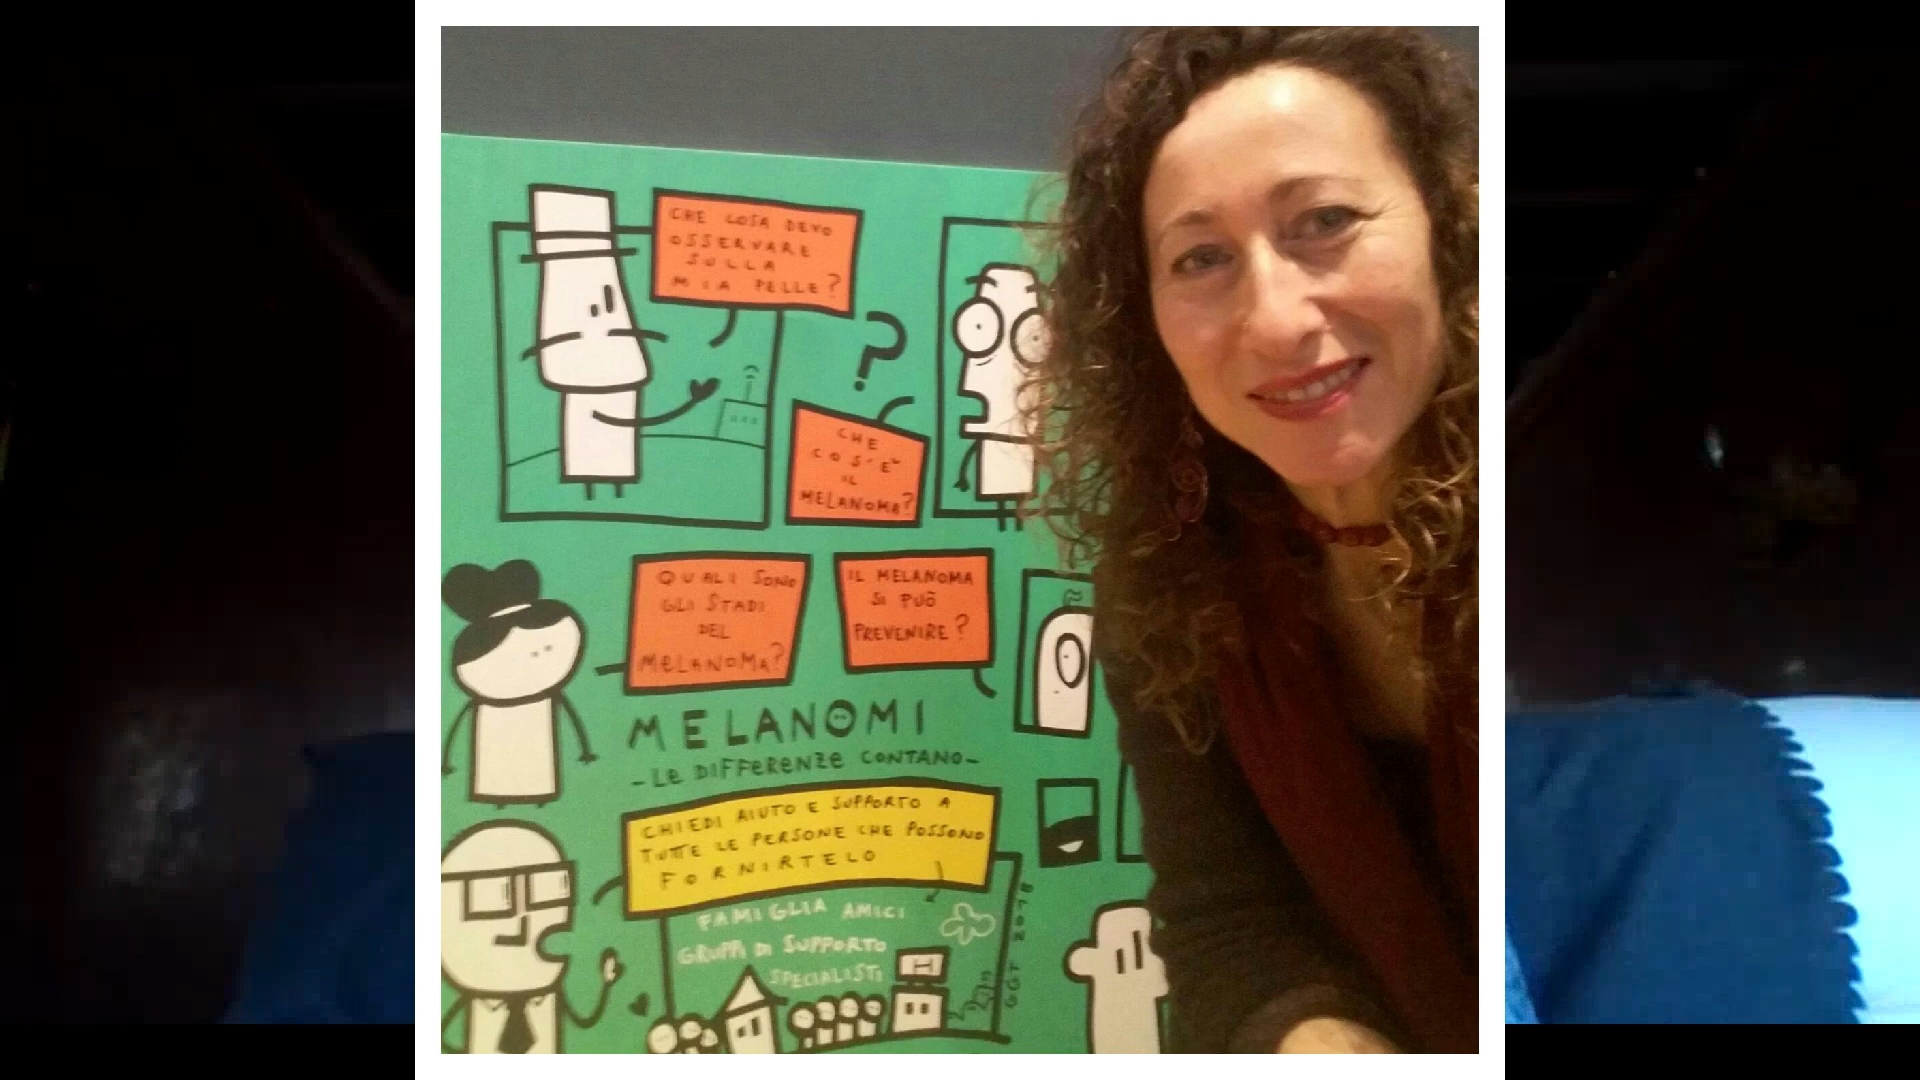 CHE COSA DEVO
OSSERVARE
SULLA
MIA PELLE?
?
CHE
COS'E'
IL
MELANOMA?
QUALI SONO
GLI STADI
DEL
MELANOMA?
IL MELANOMA
SI PUÒ
PREVENIRE?
MELANOMI
-LE DIFFERENZE CONTANO-
CHIEDI AIUTO E SUPPORTO A
TUTTE LE PERSONE CHE POSSONO
FORNIRTELO
FAMIGLIA AMICI
GRUPPI DI SUPPORTO
SPECIALISTI
H
GGT 2018